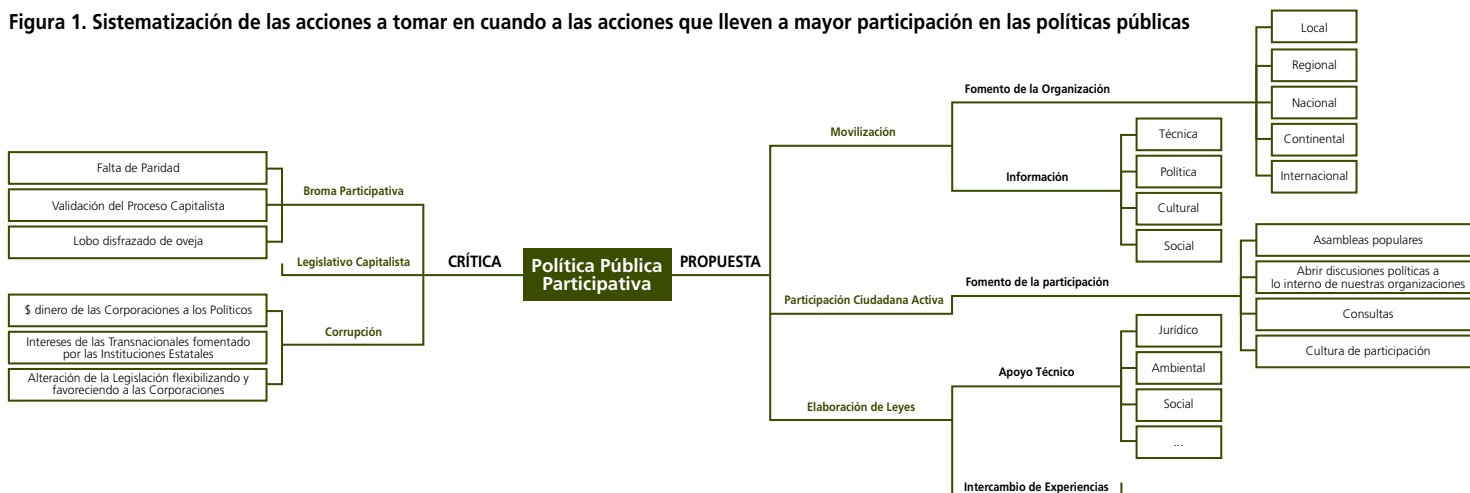 Figura 1. Sistematización de las acciones a tomar en cuando a las acciones que lleven a mayor participación en las políticas públicas
Falta de Paridad
Validación del Proceso Capitalista
Lobo disfrazado de oveja
Broma Participativa
Legislativo Capitalista
$ dinero de las Corporaciones a los Políticos
Intereses de las Transnacionales fomentado
por las Instituciones Estatales
Alteración de la Legislación flexibilizando y
favoreciendo a las Corporaciones
Corrupción
CRÍTICA
Política Pública
Participativa
PROPUESTA
Movilización
Fomento de la Organización
Local
Regional
Nacional
Continental
Internacional
Información
Técnica
Política
Cultural
Social
Participación Ciudadana Activa
Fomento de la participación
Asambleas populares
Abrir discusiones políticas a
lo interno de nuestras organizaciones
Consultas
Cultura de participación
Elaboración de Leyes
Apoyo Técnico
Jurídico
Ambiental
Social
...
Intercambio de Experiencias